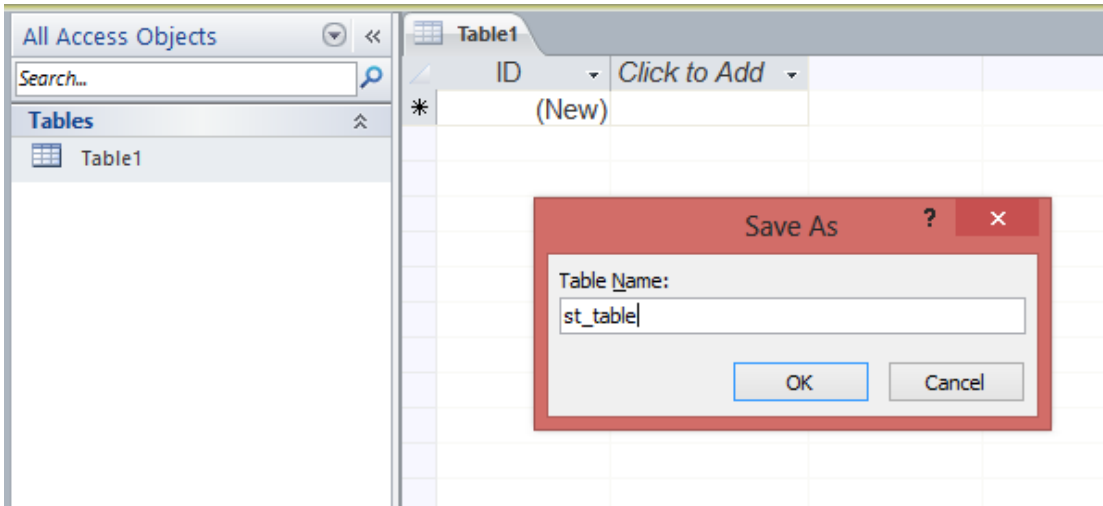 All Access Objects
Search...
Tables
Table1
Table1
ID Click to Add
(New)
Save As ?
Table Name:
st_table
OK Cancel